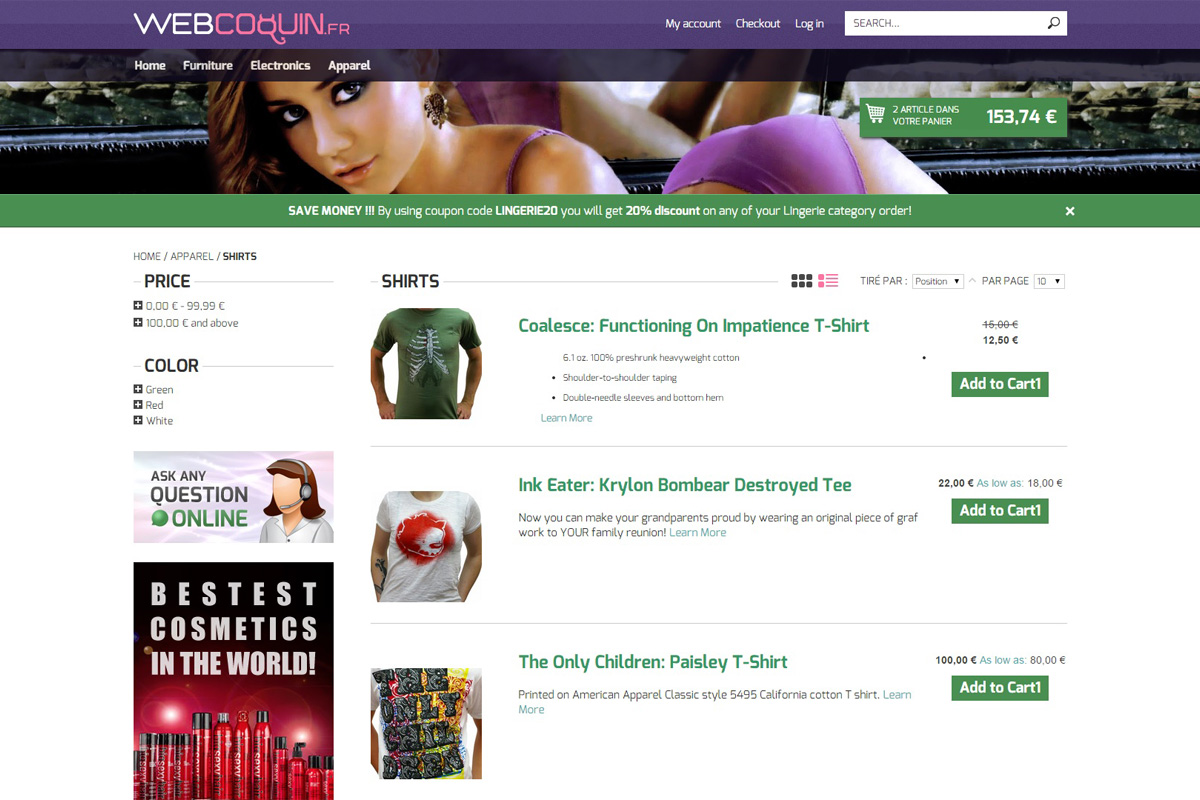 WEBCOQUIN.FR
My account Checkout Log in SEARCH...
Home Furniture Electronics Apparel
2 ARTICLE DANS
VOTRE PANIER
153,74 €
SAVE MONEY !!! By using coupon code LINGERIE20 you will get 20% discount on any of your Lingerie category order!
HOME / APPAREL / SHIRTS
PRICE
0,00 € - 99,99 €
100,00 € and above
COLOR
Green
Red
White
ASK ANY
QUESTION
ONLINE
BESTEST
COSMETICS
IN THE WORLD!
SHIRTS
TIRÉ PAR : Position PAR PAGE 10
Coalesce: Functioning On Impatience T-Shirt
6.1 oz. 100% preshrunk heavyweight cotton
• Shoulder-to-shoulder taping
• Double-needle sleeves and bottom hem
Learn More
15,00 €
12,50 €
Add to Cart1
Ink Eater: Krylon Bombear Destroyed Tee
Now you can make your grandparents proud by wearing an original piece of graf
work to YOUR family reunion! Learn More
22,00 € As low as: 18,00 €
Add to Cart1
The Only Children: Paisley T-Shirt
Printed on American Apparel Classic style 5495 California cotton T shirt. Learn
More
100,00 € As low as: 80,00 €
Add to Cart1